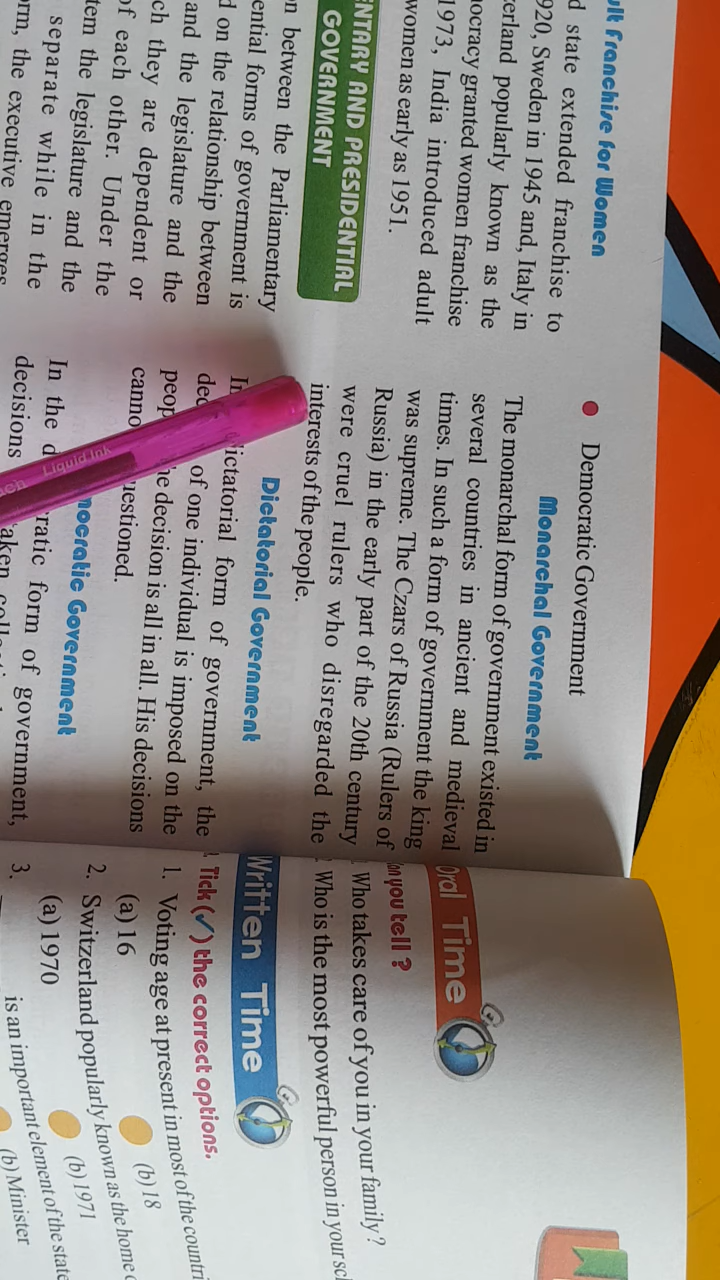 ult Franchise for Women
d state extended franchise to
920, Sweden in 1945 and, Italy in
zerland popularly known as the
ocracy granted women franchise
1973, India introduced adult
women as early as 1951.
ENTARY AND PRESIDENTIAL
GOVERNMENT
n between the Parliamentary
ential forms of government is
d on the relationship between
and the legislature and the
ch they are dependent or
of each other. Under the
tem the legislature and the
separate while in the
rm, the executive emerges
• Democratic Government
Monarchal Government
The monarchal form of government existed in
several countries in ancient and medieval
times. In such a form of government the king
was supreme. The Czars of Russia (Rulers of
Russia) in the early part of the 20th century
were cruel rulers who disregarded the
interests of the people.
Dictatorial Government
In dictatorial form of government, the
dec of one individual is imposed on the
peop he decision is all in all. His decisions
canno uestioned.
mocratic Government
In the d ratic form of government,
decisions aken
Oral Time
an you tell ?
Who takes care of you in your family?
Who is the most powerful person in your scl
Written Time
Tick (✓) the correct options.
1. Voting age at present in most of the countri
(a) 16 (b) 18
2. Switzerland popularly known as the home
(a) 1970 (b) 1971
3. is an important element of the state
(b) Minister
Liquid Ink